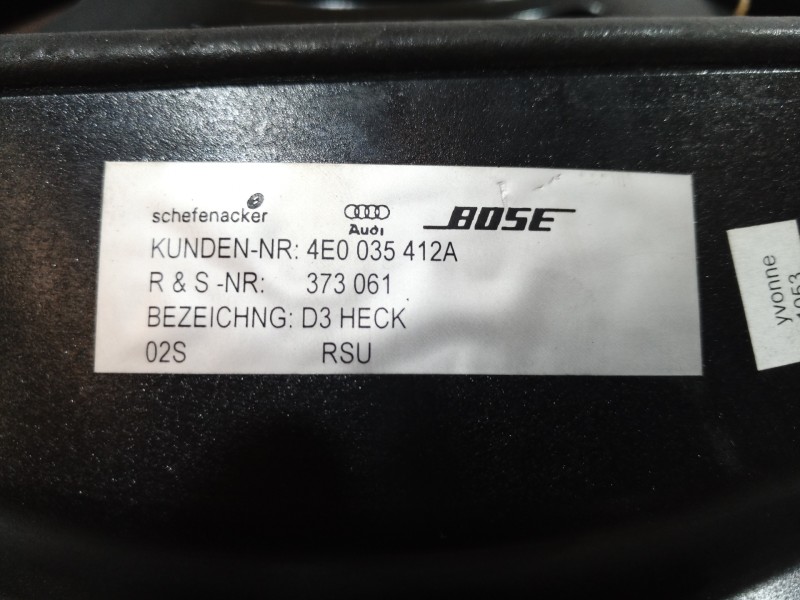 schefenacker Audi BOSE
KUNDEN-NR: 4E0 035 412A
R & S -NR: 373 061
BEZEICHNG: D3 HECK
02S RSU
yvonne